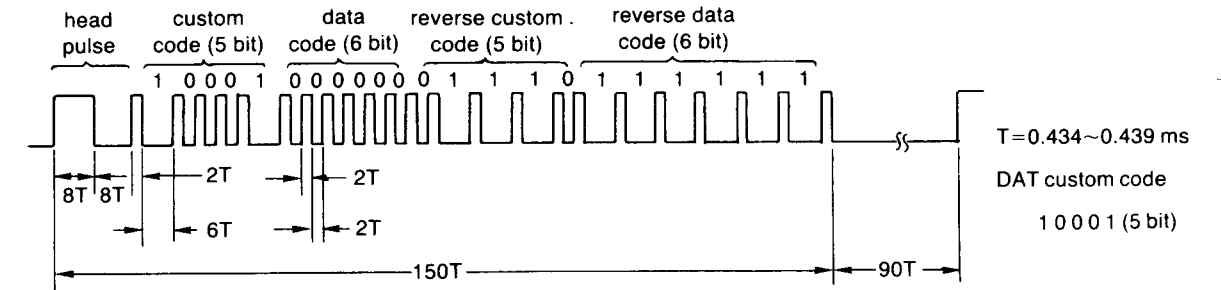 head custom data reverse custom . reverse data
pulse code (5 bit) code (6 bit) code (5 bit) code (6 bit)
1 0 0 0 1 0 0 0 0 0 0 0 1 1 1 0 1 1 1 1 1 1
T=0.434~0.439 ms
8T 8T 2T 2T DAT custom code
6T 2T 1 0 0 0 1 (5 bit)
150T 90T